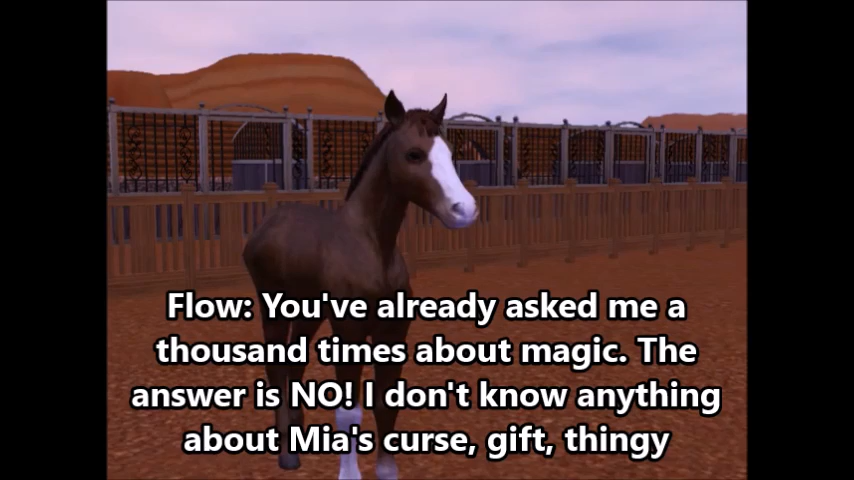 Flow: You've already asked me a
thousand times about magic. The
answer is NO! I don't know anything
about Mia's curse, gift, thingy